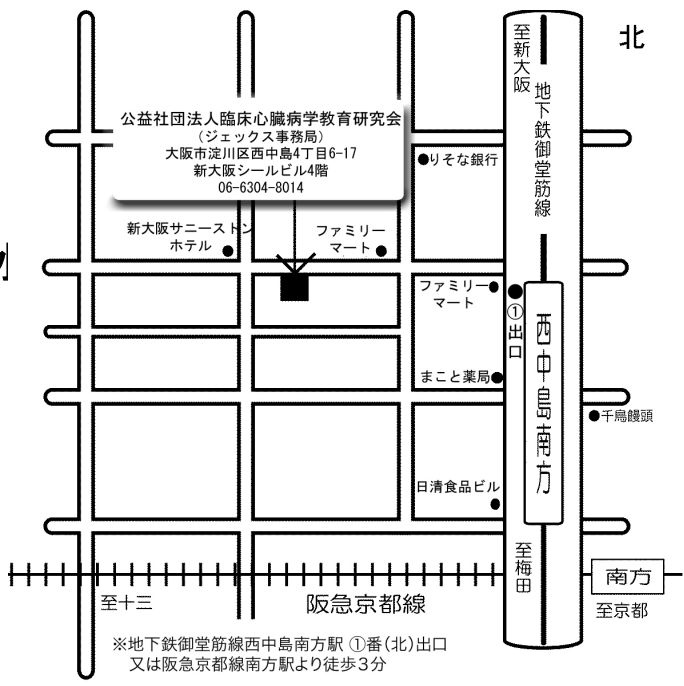 至新大阪
北
地下鉄御堂筋線
公益社団法人臨床心臓病学教育研究会
（ジェックス事務局）
大阪市淀川区西中島4丁目6-17
新大阪シールビル4階
06-6304-8014
りそな銀行
新大阪サニーストン
ホテル
ファミリー
マート
ファミリー
マート
①出口
西中島南方
まこと薬局
千鳥饅頭
日清食品ビル
至梅田
南方
至十三
阪急京都線
至京都
※地下鉄御堂筋線西中島南方駅 ①番（北）出口
又は阪急京都線南方駅より徒歩３分